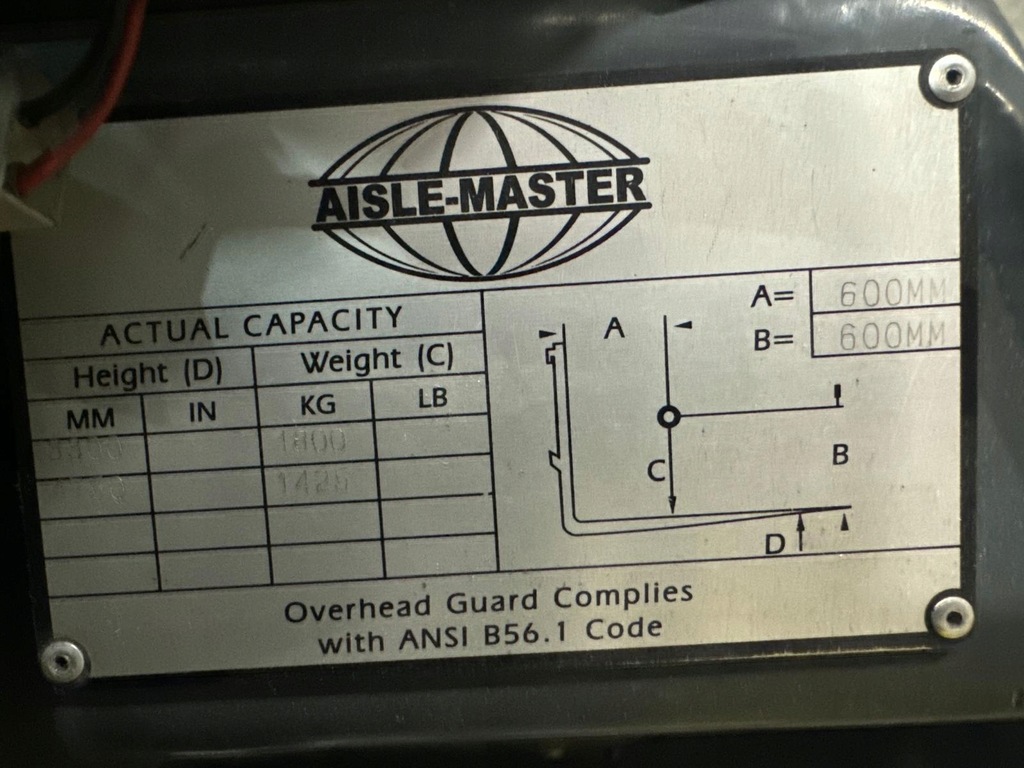 AISLE-MASTER
A= 600MM
B= 600MM
ACTUAL CAPACITY
Height (D) Weight (C)
MM IN KG LB
1800
A
B
C
D
Overhead Guard Complies
with ANSI B56.1 Code